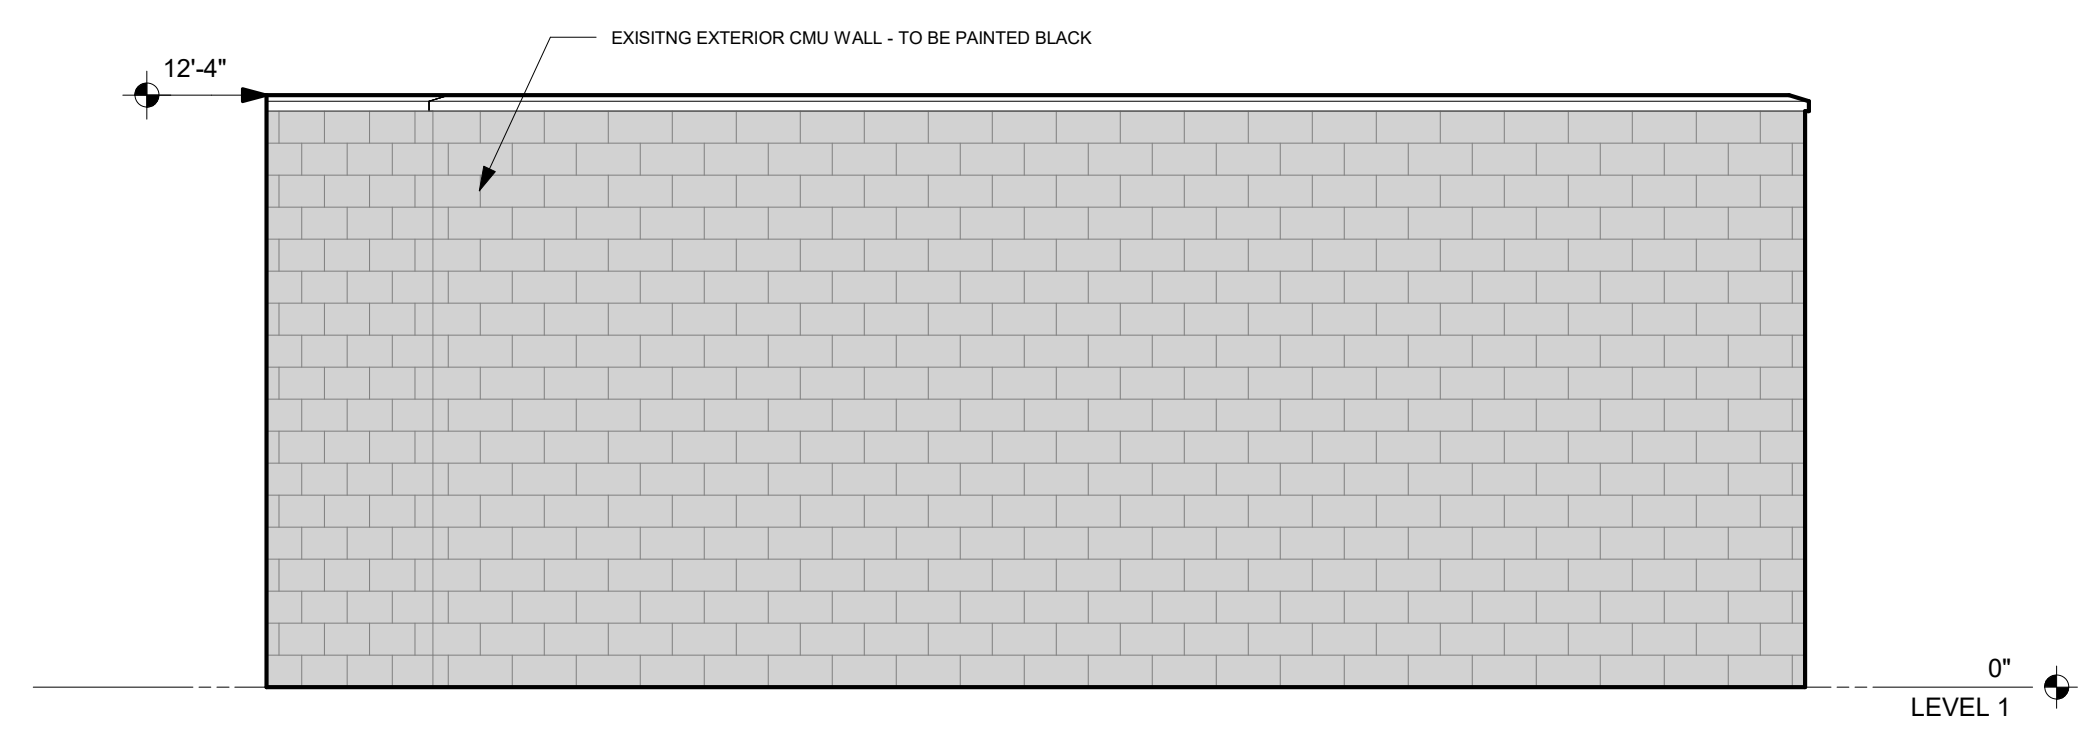 EXISITNG EXTERIOR CMU WALL - TO BE PAINTED BLACK
12'-4"
0"
LEVEL 1